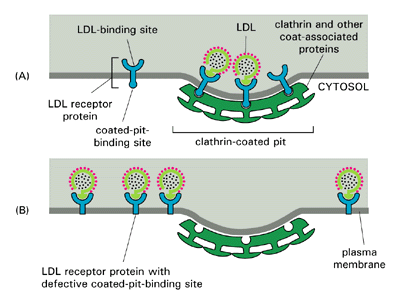 LDL-binding site
LDL
clathrin and other
coat-associated
proteins
(A)
CYTOSOL
LDL receptor
protein
coated-pit-
binding site
clathrin-coated pit
(B)
plasma
membrane
LDL receptor protein with
defective coated-pit-binding site